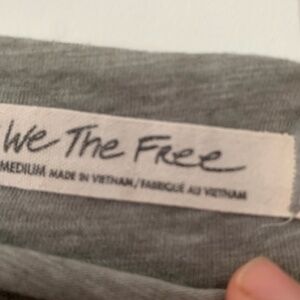 We The Free
MEDIUM MADE IN VIETNAM/FABRIQUÉ AU VIETNAM